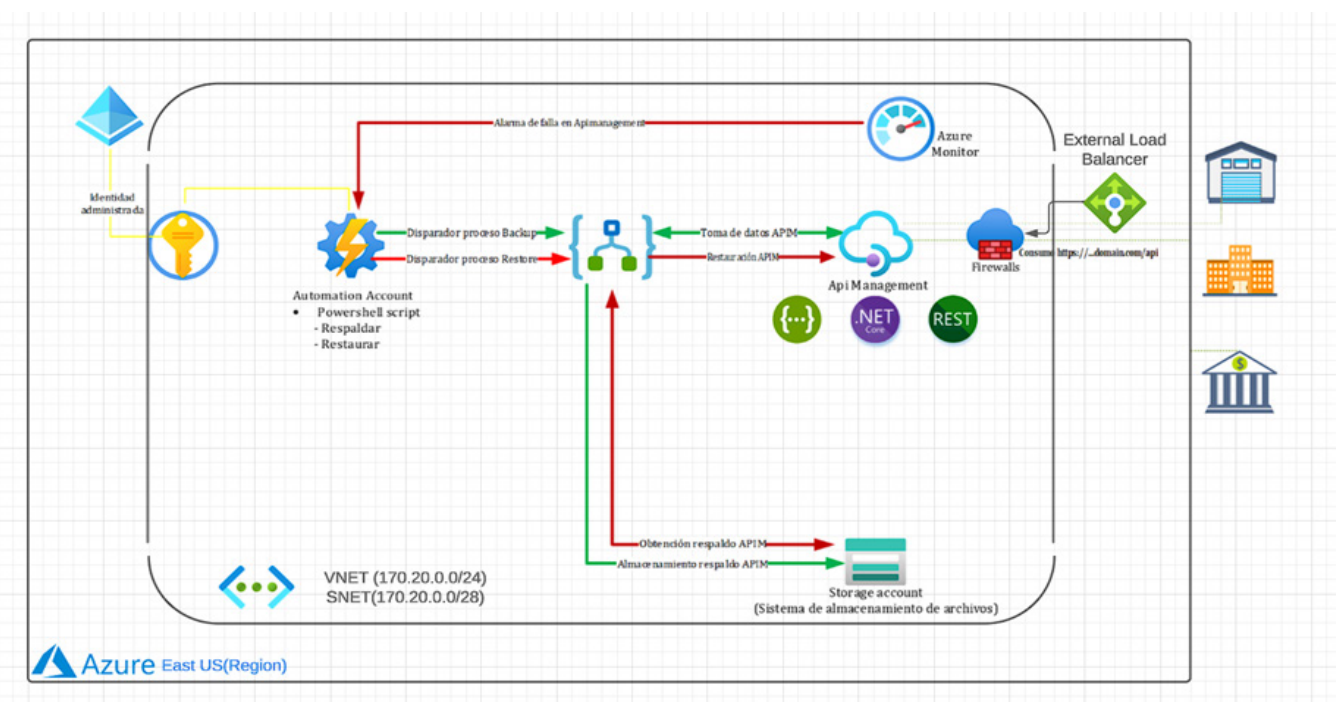 Alarma de falla en Apimanagement
Azure
Monitor
External Load
Balancer
Identidad
administrada
Disparador proceso Backup
Disparador proceso Restore
Toma de datos APIM
Restauración APIM
Firewalls
Consume https://...domain.com/api
Api Management
Automation Account
• Powershell script
- Respaldar
- Restaurar
{...}
.NET
Core
REST
$
Obtención respaldo APIM
Almacenamiento respaldo APIM
VNET (170.20.0.0/24)
SNET(170.20.0.0/28)
Storage account
(Sistema de almacenamiento de archivos)
Azure East US(Region)